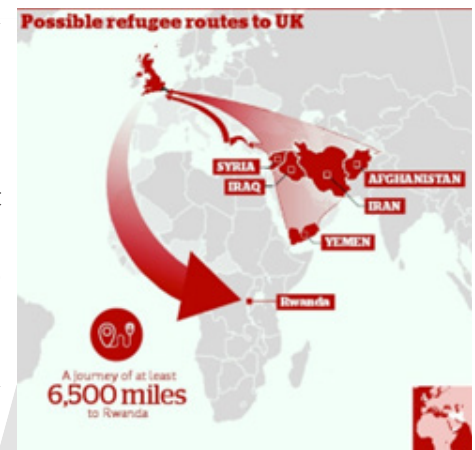 Possible refugee routes to UK
SYRIA
IRAQ
AFGHANISTAN
IRAN
YEMEN
Rwanda
A journey of at least
6,500 miles
to Rwanda